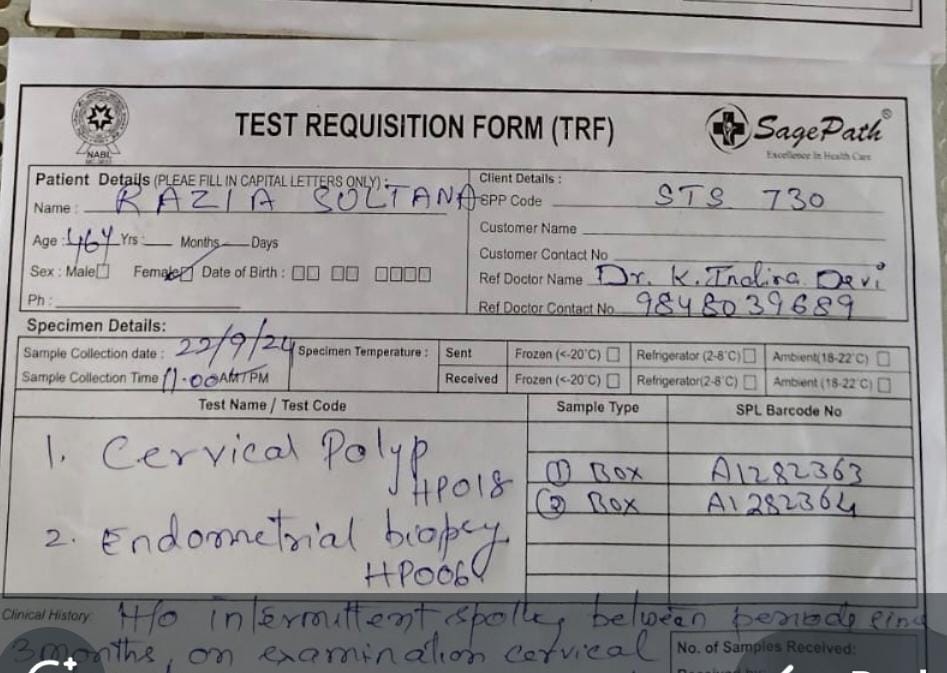 TEST REQUISITION FORM (TRF)
NABL
SagePath®
Excellence In Health Care
Patient Details (PLEAE FILL IN CAPITAL LETTERS ONLY) :
Name : RAZIA SULTANA
Age : 46Y Yrs : Months Days
Sex : Male Female Date of Birth :
Ph :
Client Details :
SPP Code STS 730
Customer Name
Customer Contact No
Ref Doctor Name Dr. K. Indira Devi
Ref Doctor Contact No 9848039689
Specimen Details:
Sample Collection date : 22/9/24
Sample Collection Time 11.00 AM / PM
Specimen Temperature :
Sent Frozen (<-20°C) Refrigerator (2-8°C) Ambient(18-22°C)
Received Frozen (<-20°C) Refrigerator(2-8°C) Ambient (18-22°C)
Test Name / Test Code Sample Type SPL Barcode No
1. Cervical Polyp
HP018
① Box A1282363
② Box A1282364
2. Endometrial biopsy
HP006
Clinical History: H/o intermittent between periods
3 months, on examination cervical
No. of Samples Received: